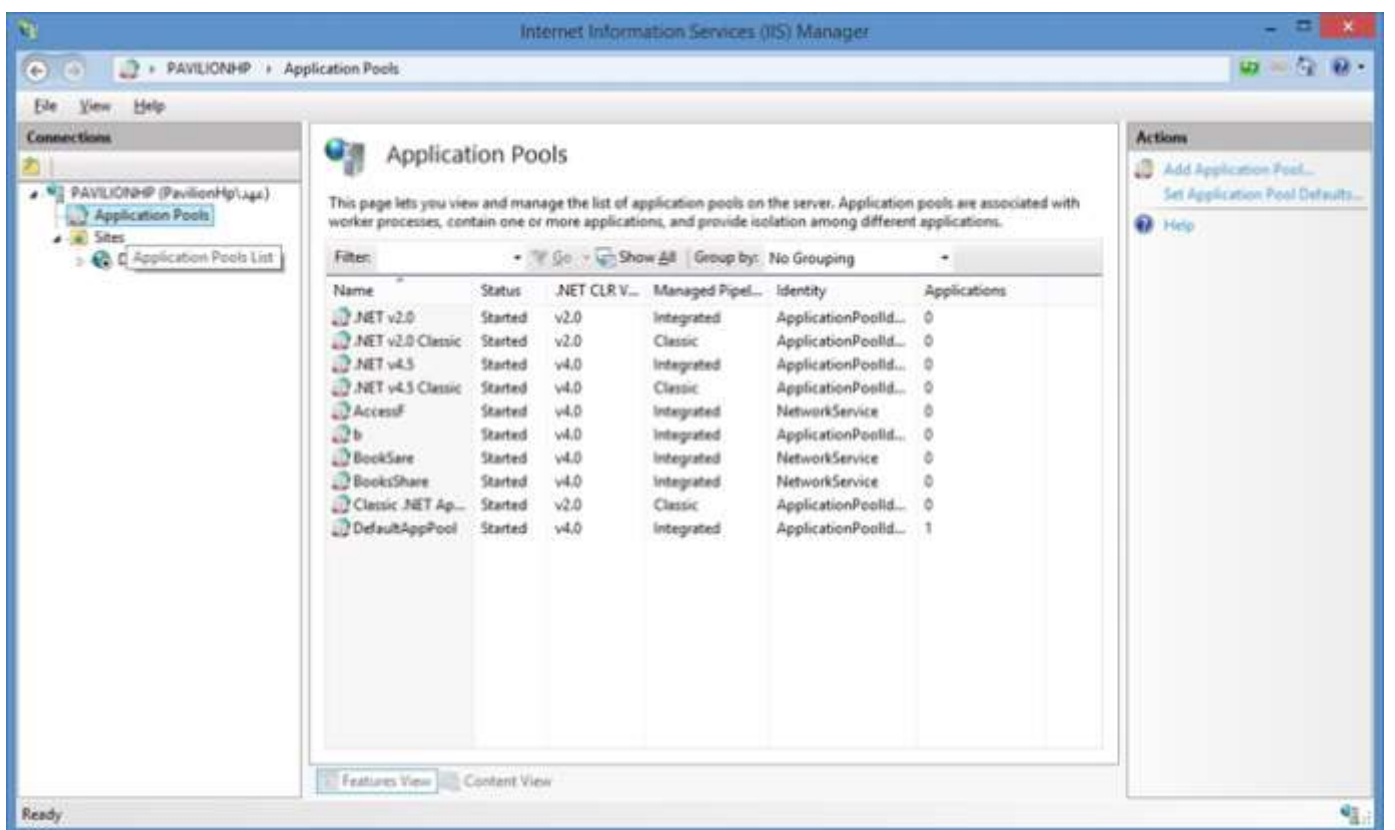 Internet Information Services (IIS) Manager
PAVILIONHP Application Pools
File View Help
Connections
PAVILIONHP (PavilionHp\عهد)
Application Pools
Sites
D
Application Pools List
Application Pools
This page lets you view and manage the list of application pools on the server. Application pools are associated with
worker processes, contain one or more applications, and provide isolation among different applications.
Filter: Go Show All Group by: No Grouping
Name Status .NET CLR V... Managed Pipel... Identity Applications
.NET v2.0 Started v2.0 Integrated ApplicationPoolId... 0
.NET v2.0 Classic Started v2.0 Classic ApplicationPoolId... 0
.NET v4.5 Started v4.0 Integrated ApplicationPoolId... 0
.NET v4.5 Classic Started v4.0 Classic ApplicationPoolId... 0
AccessF Started v4.0 Integrated NetworkService 0
b Started v4.0 Integrated ApplicationPoolId... 0
BookSare Started v4.0 Integrated NetworkService 0
BooksShare Started v4.0 Integrated NetworkService 0
Classic .NET Ap... Started v2.0 Classic ApplicationPoolId... 0
DefaultAppPool Started v4.0 Integrated ApplicationPoolId... 1
Features View Content View
Actions
Add Application Pool...
Set Application Pool Defaults...
Help
Ready